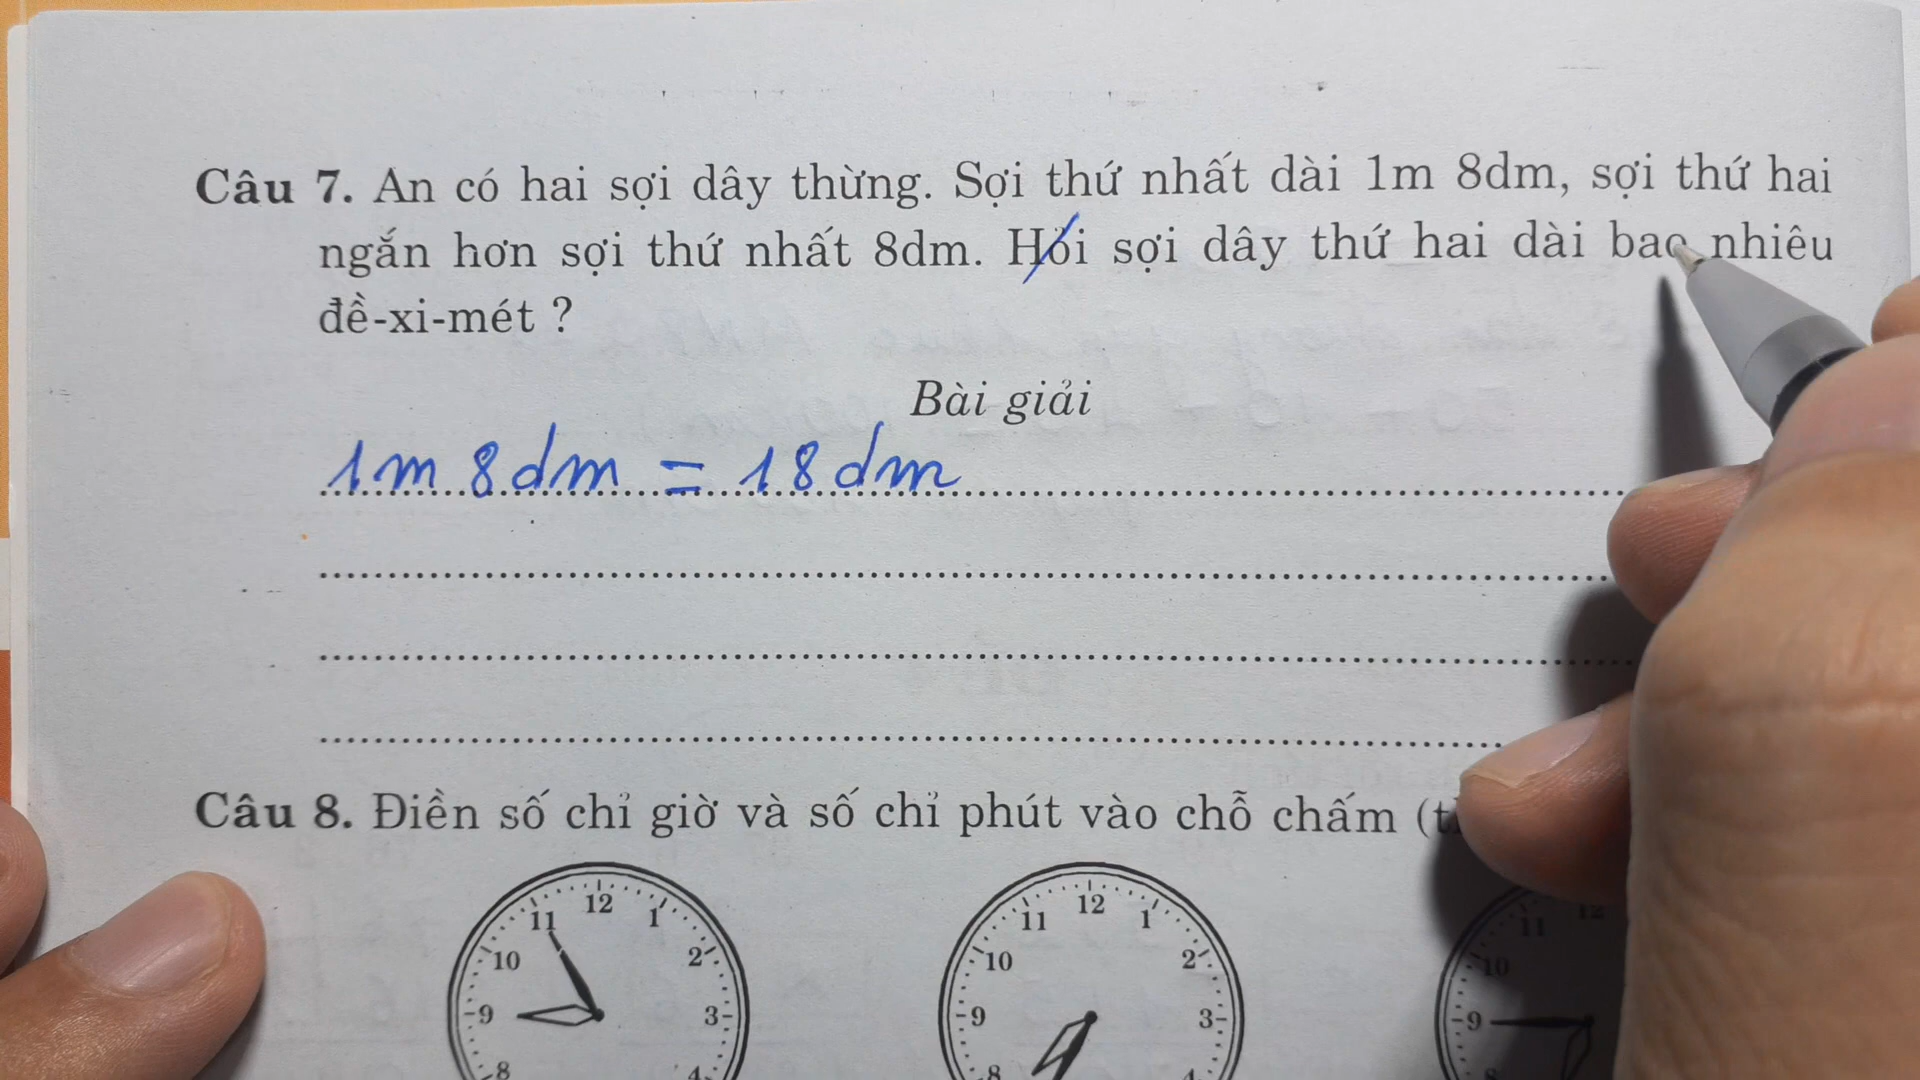 Câu 7. An có hai sợi dây thừng. Sợi thứ nhất dài 1m 8dm, sợi thứ hai
ngắn hơn sợi thứ nhất 8dm. Hỏi sợi dây thứ hai dài bao nhiêu
đề-xi-mét ?
Bài giải
1m 8dm = 18dm
Câu 8. Điền số chỉ giờ và số chỉ phút vào chỗ chấm (t
12 12 12
11 1 11 1 11
10 2 10 2 10
9 3 9 3 9
8 4 8 4 8